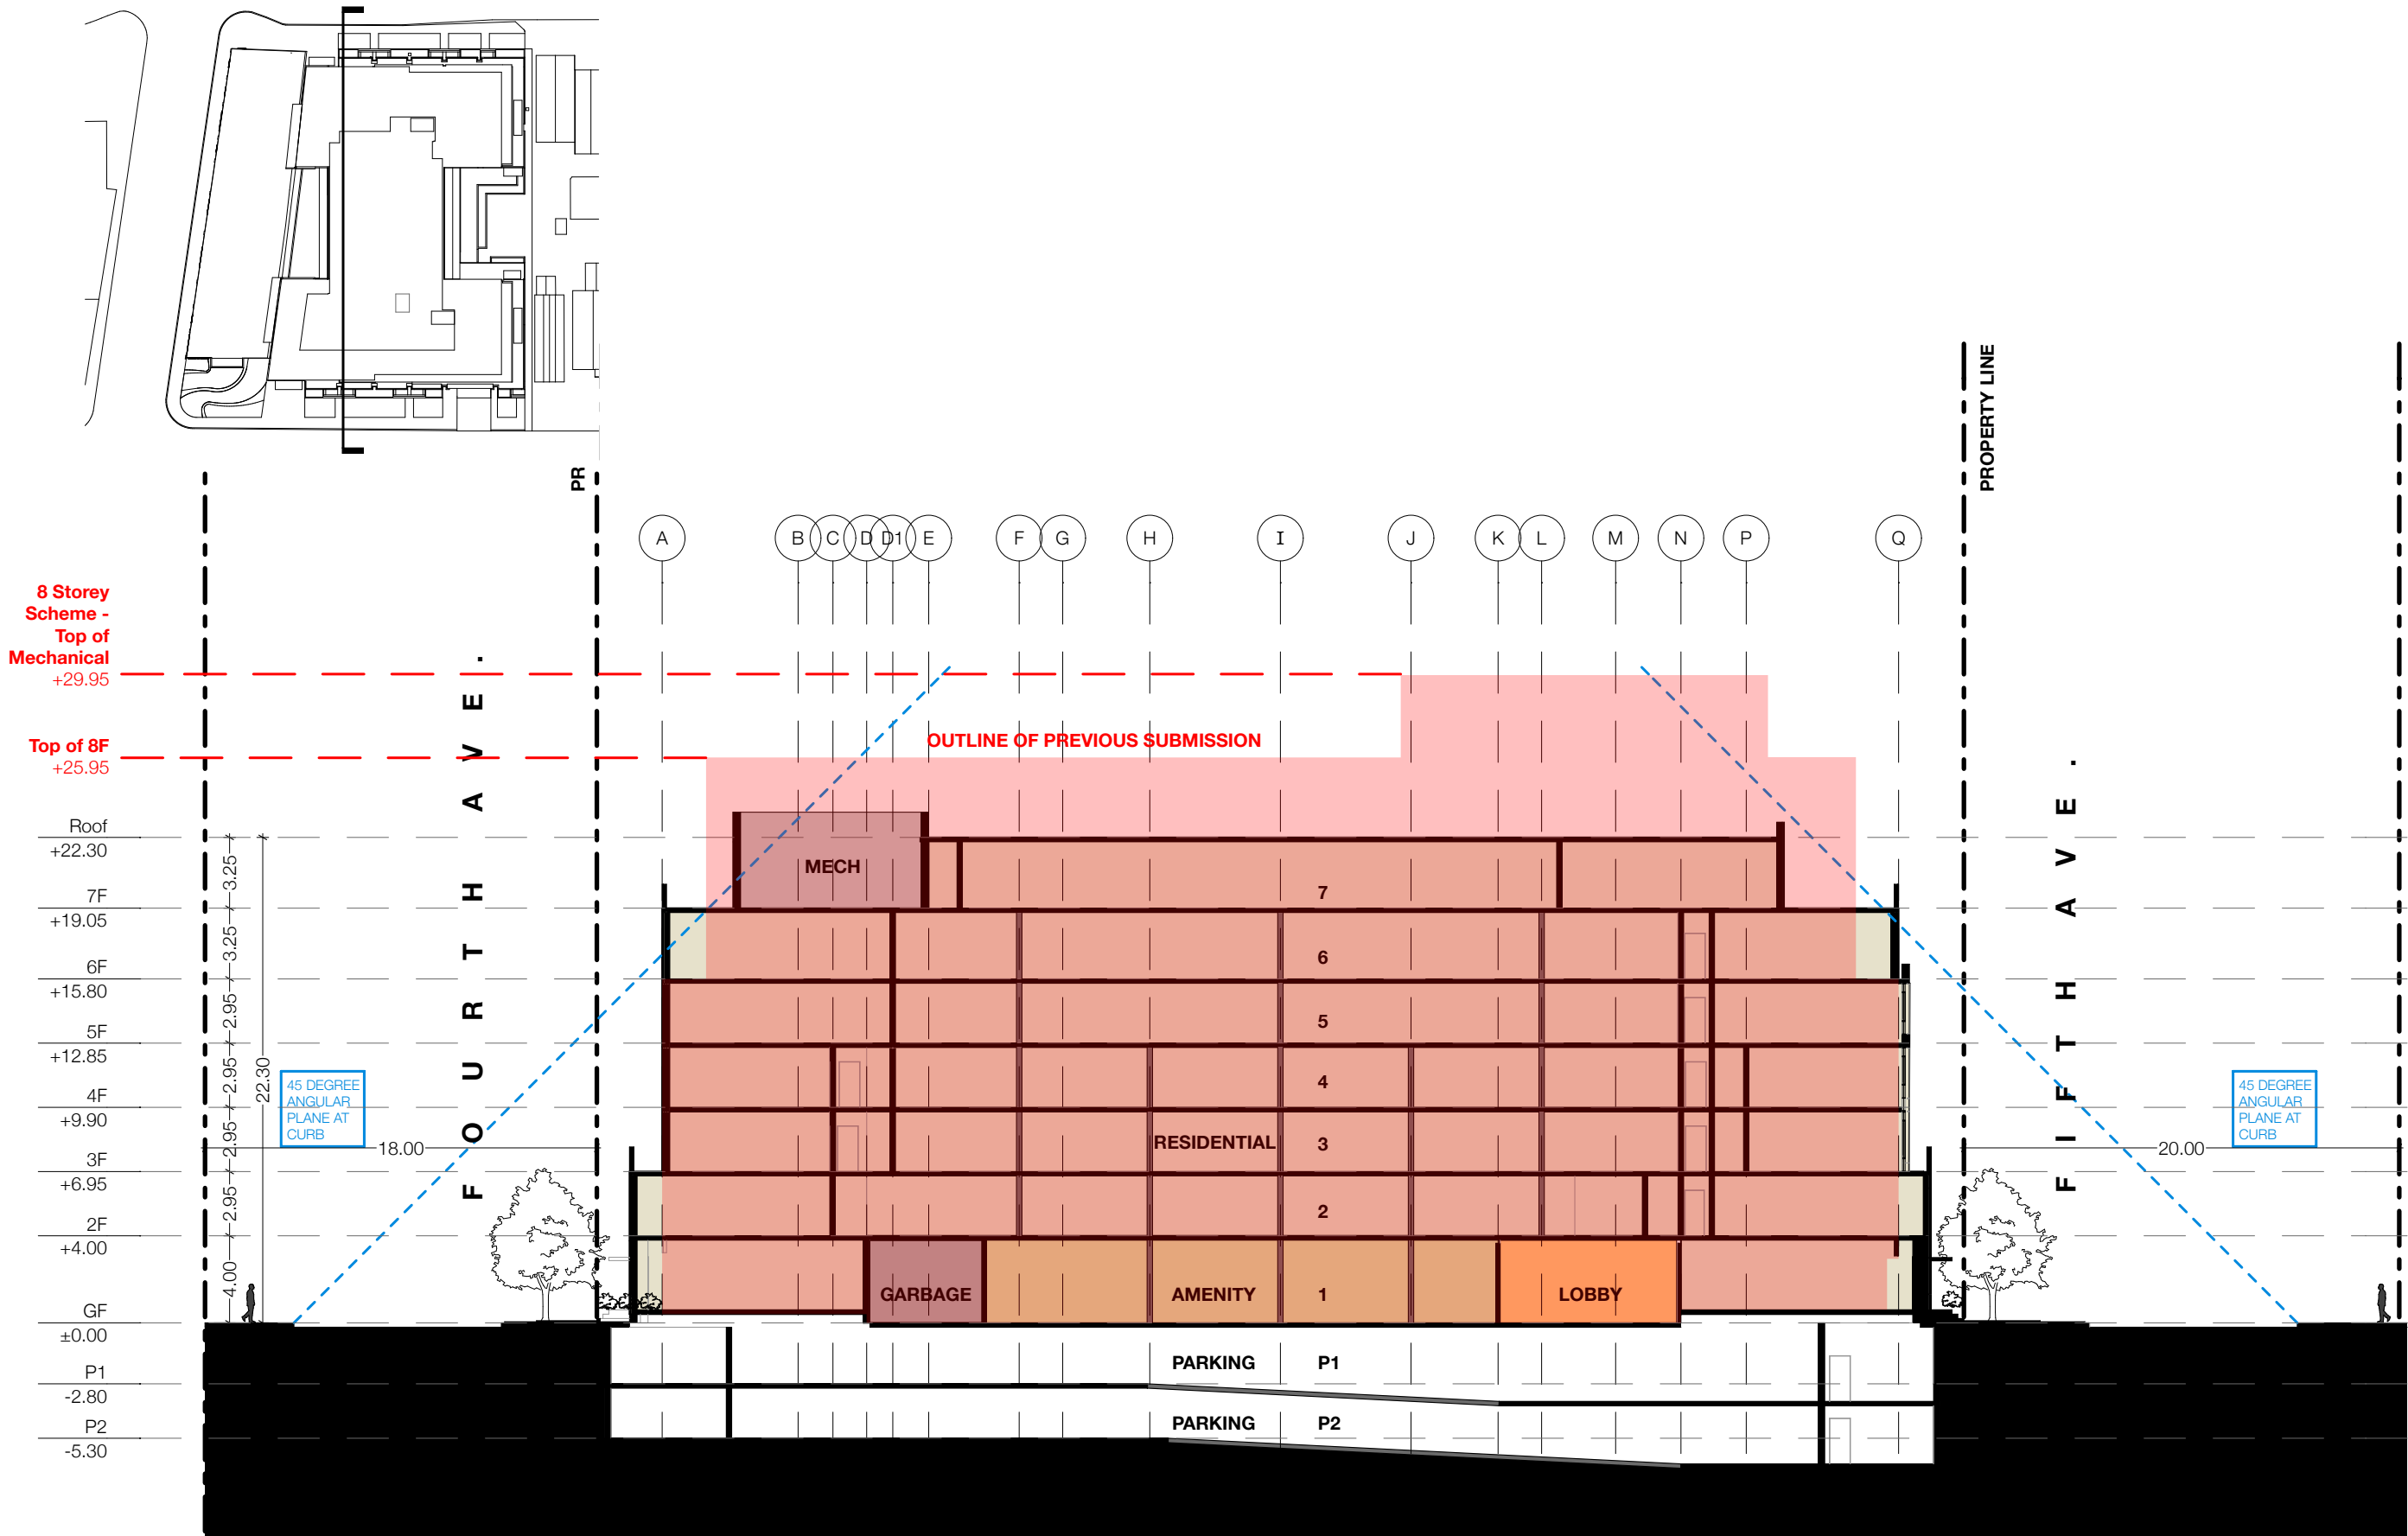 PR
PROPERTY LINE
A
B
C
D
D1
E
F
G
H
I
J
K
L
M
N
P
Q
8 Storey
Scheme -
Top of
Mechanical
+29.95
Top of 8F
+25.95
OUTLINE OF PREVIOUS SUBMISSION
Roof
+22.30
7F
+19.05
6F
+15.80
5F
+12.85
4F
+9.90
3F
+6.95
2F
+4.00
GF
±0.00
P1
-2.80
P2
-5.30
3.25
3.25
2.95
2.95
2.95
2.95
4.00
22.30
45 DEGREE
ANGULAR
PLANE AT
CURB
18.00
FOURTH AVE.
MECH
7
6
5
4
RESIDENTIAL 3
2
GARBAGE
AMENITY 1
LOBBY
PARKING P1
PARKING P2
FIFTH AVE.
45 DEGREE
ANGULAR
PLANE AT
CURB
20.00